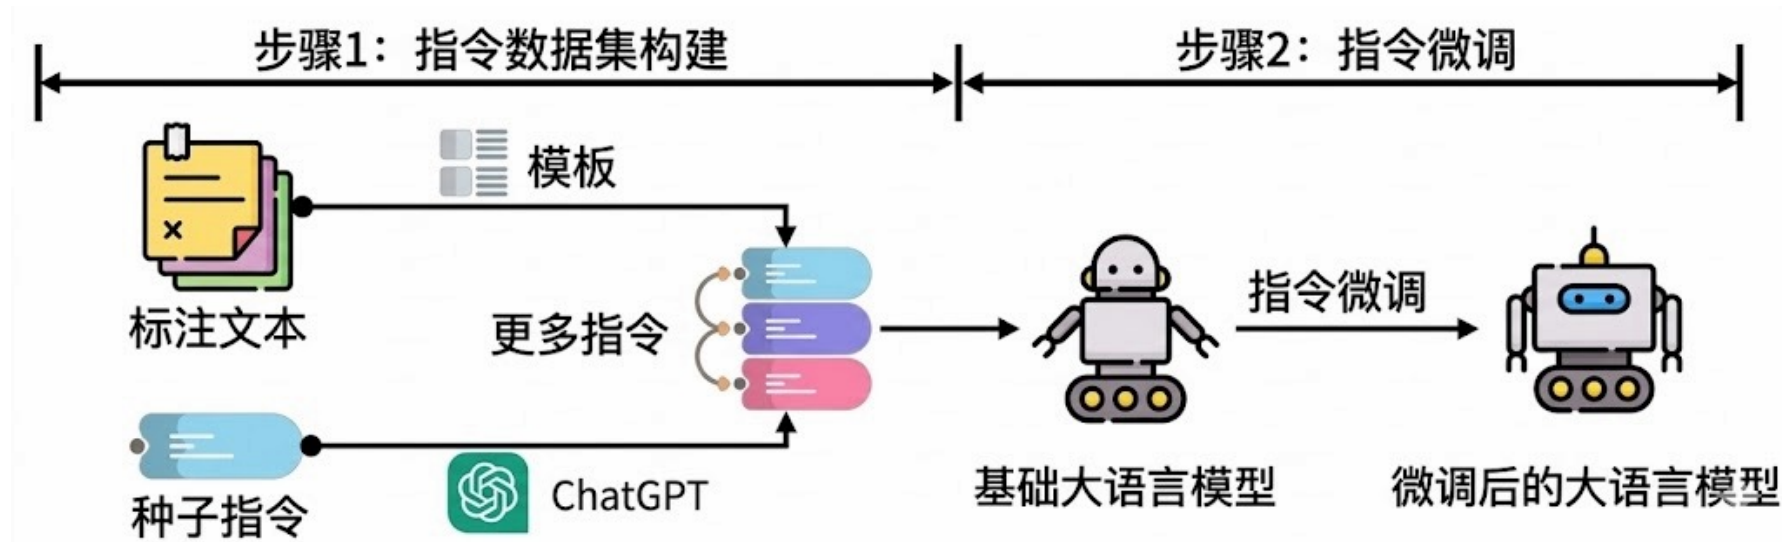 步骤1：指令数据集构建
步骤2：指令微调
模板
标注文本
更多指令
指令微调
种子指令
ChatGPT
基础大语言模型
微调后的大语言模型